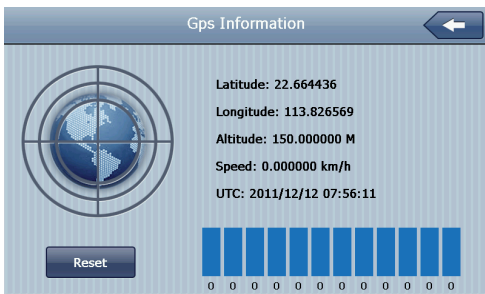 Gps Information
Latitude: 22.664436
Longitude: 113.826569
Altitude: 150.000000 M
Speed: 0.000000 km/h
UTC: 2011/12/12 07:56:11
Reset
0 0 0 0 0 0 0 0 0 0 0 0